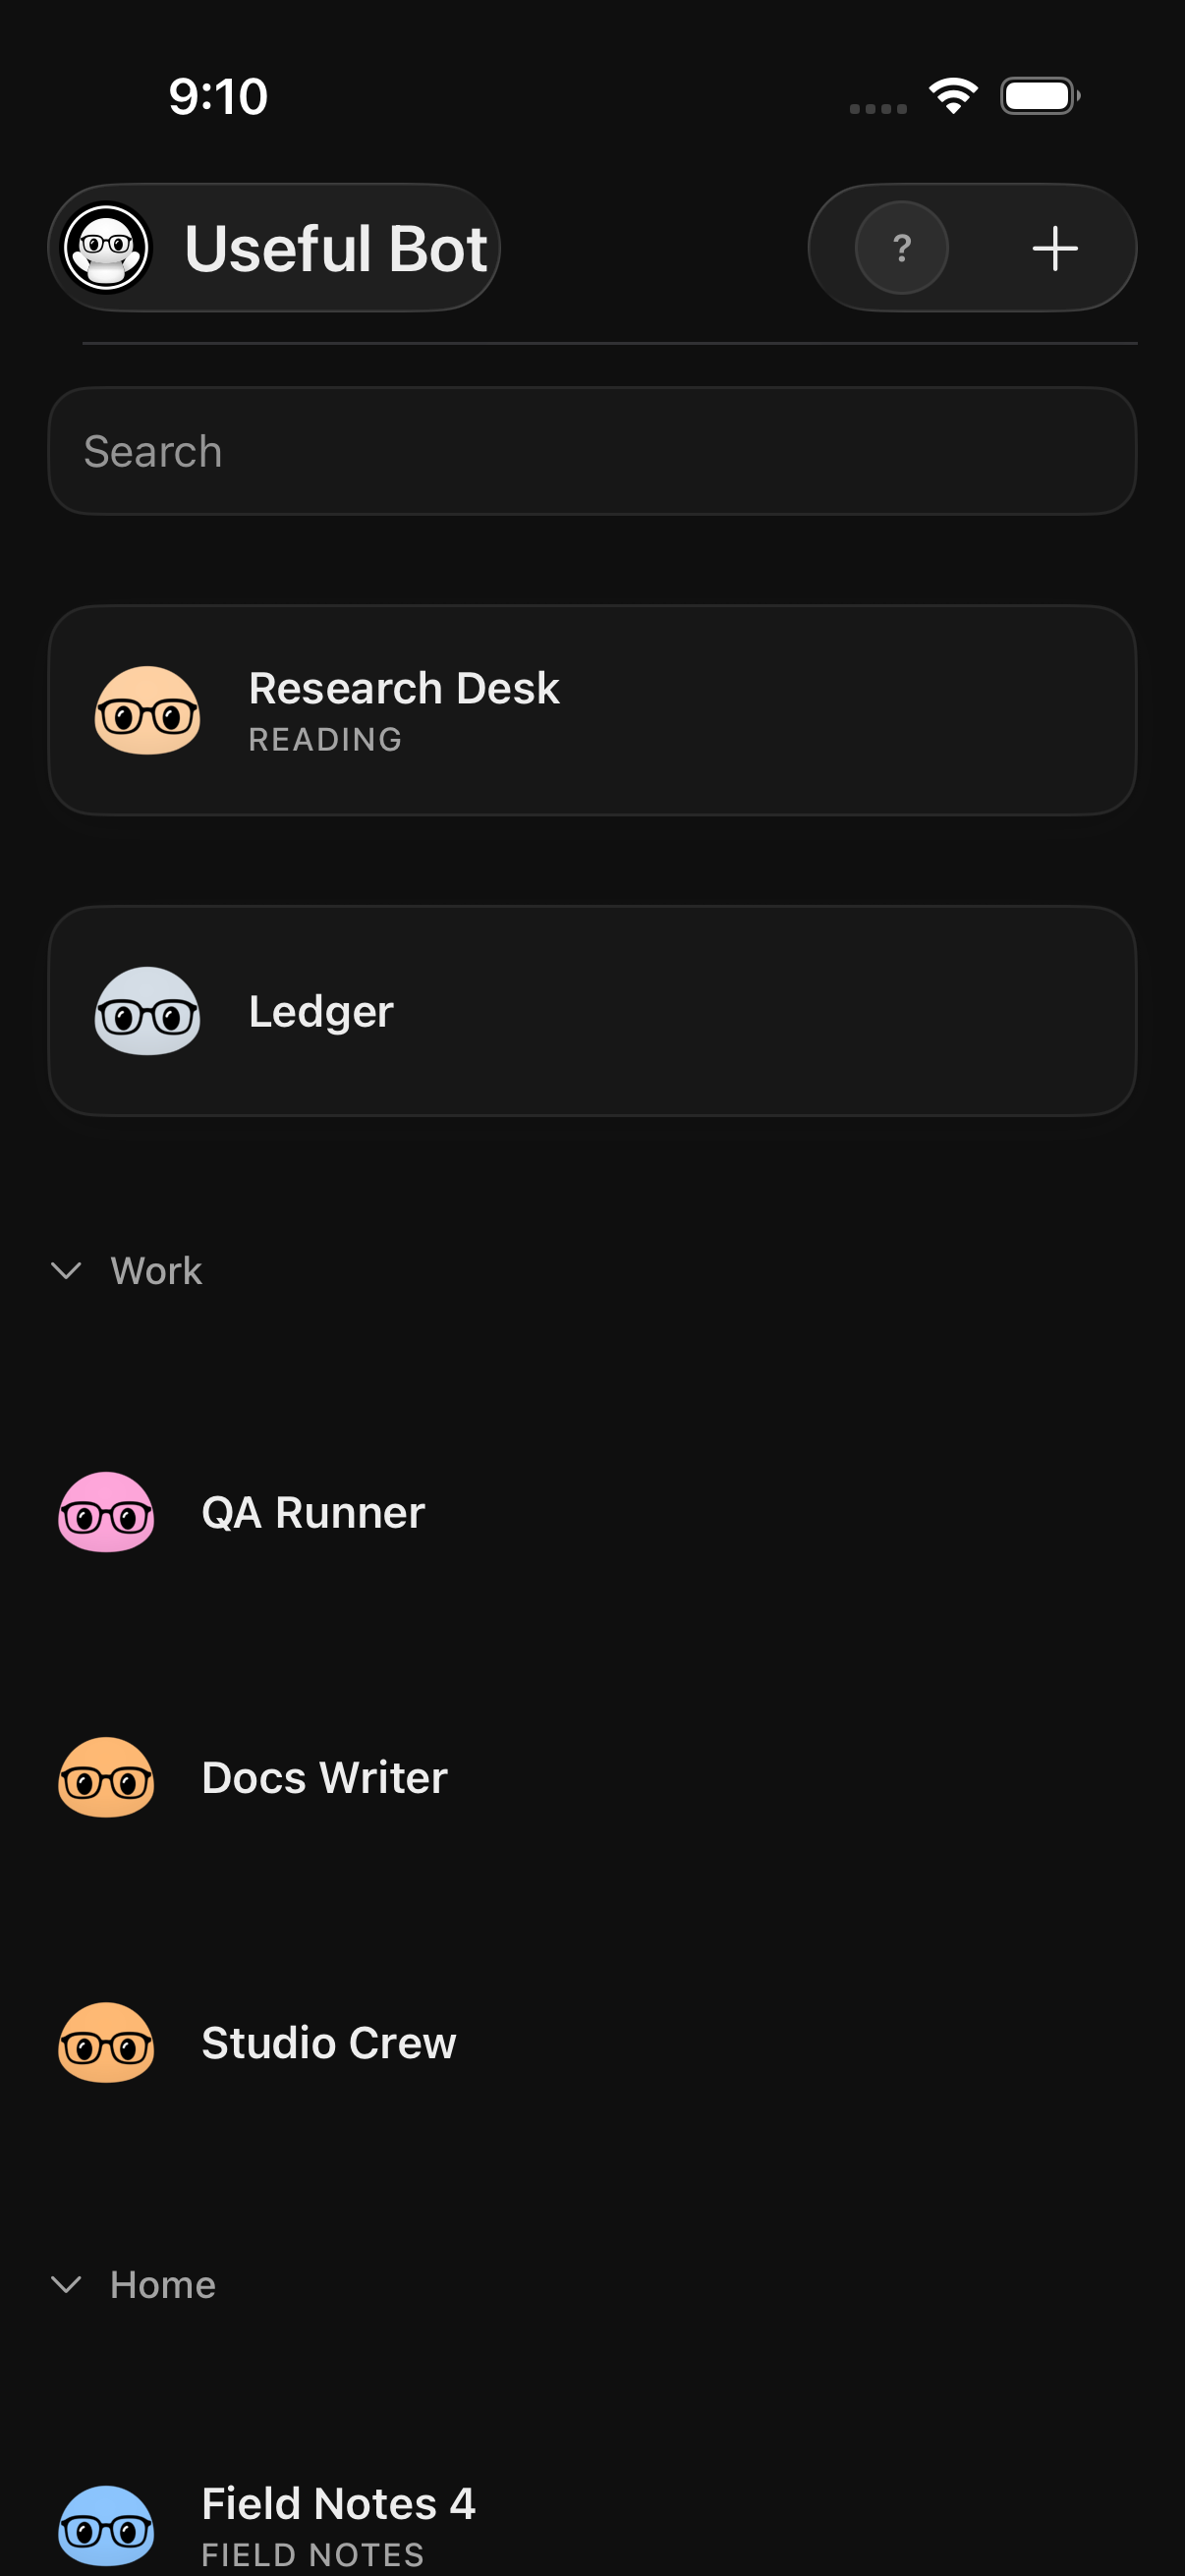 9:10
Useful Bot
?
Search
Research Desk
READING
Ledger
Work
QA Runner
Docs Writer
Studio Crew
Home
Field Notes 4
FIELD NOTES